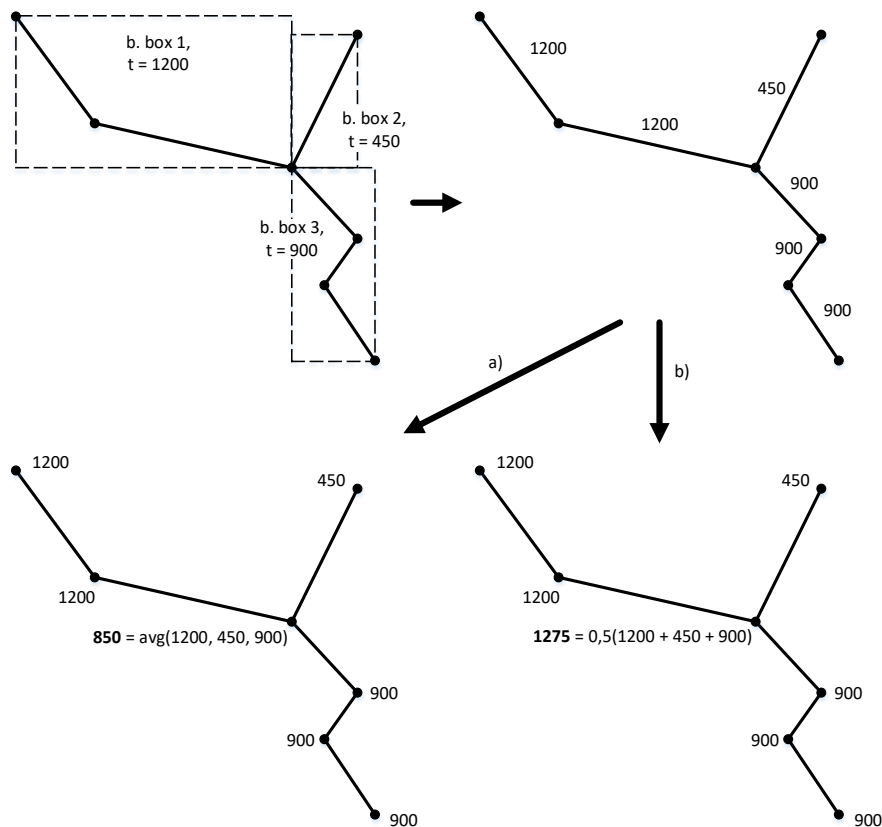 b. box 1,
t = 1200
b. box 2,
t = 450
b. box 3,
t = 900
1200
1200
450
900
900
900
a)
b)
1200
450
1200
850 = avg(1200, 450, 900)
900
900
900
1200
450
1200
1275 = 0,5(1200 + 450 + 900)
900
900
900